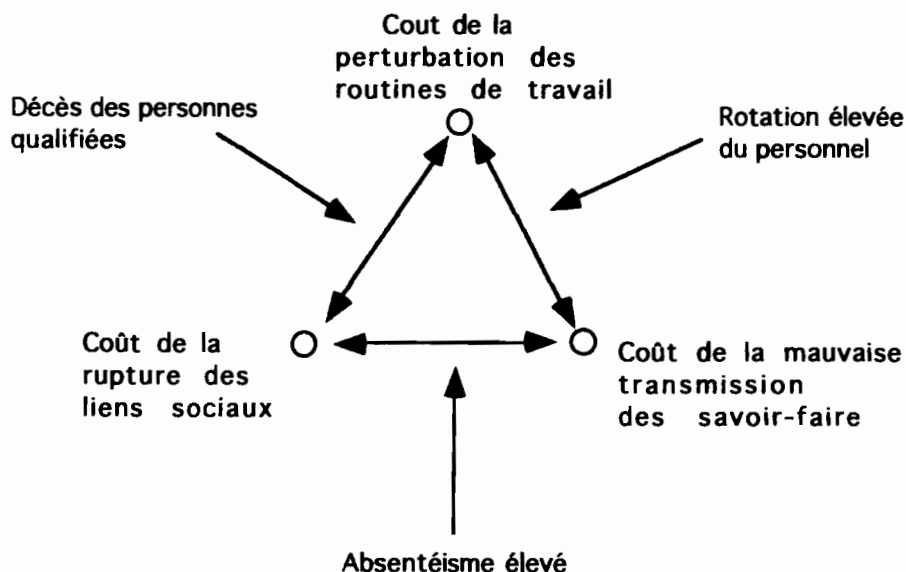 Cout de la
perturbation des
routines de travail
Décès des personnes
qualifiées
Rotation élevée
du personnel
Coût de la
rupture des
liens sociaux
Coût de la mauvaise
transmission
des savoir-faire
Absentéisme élevé